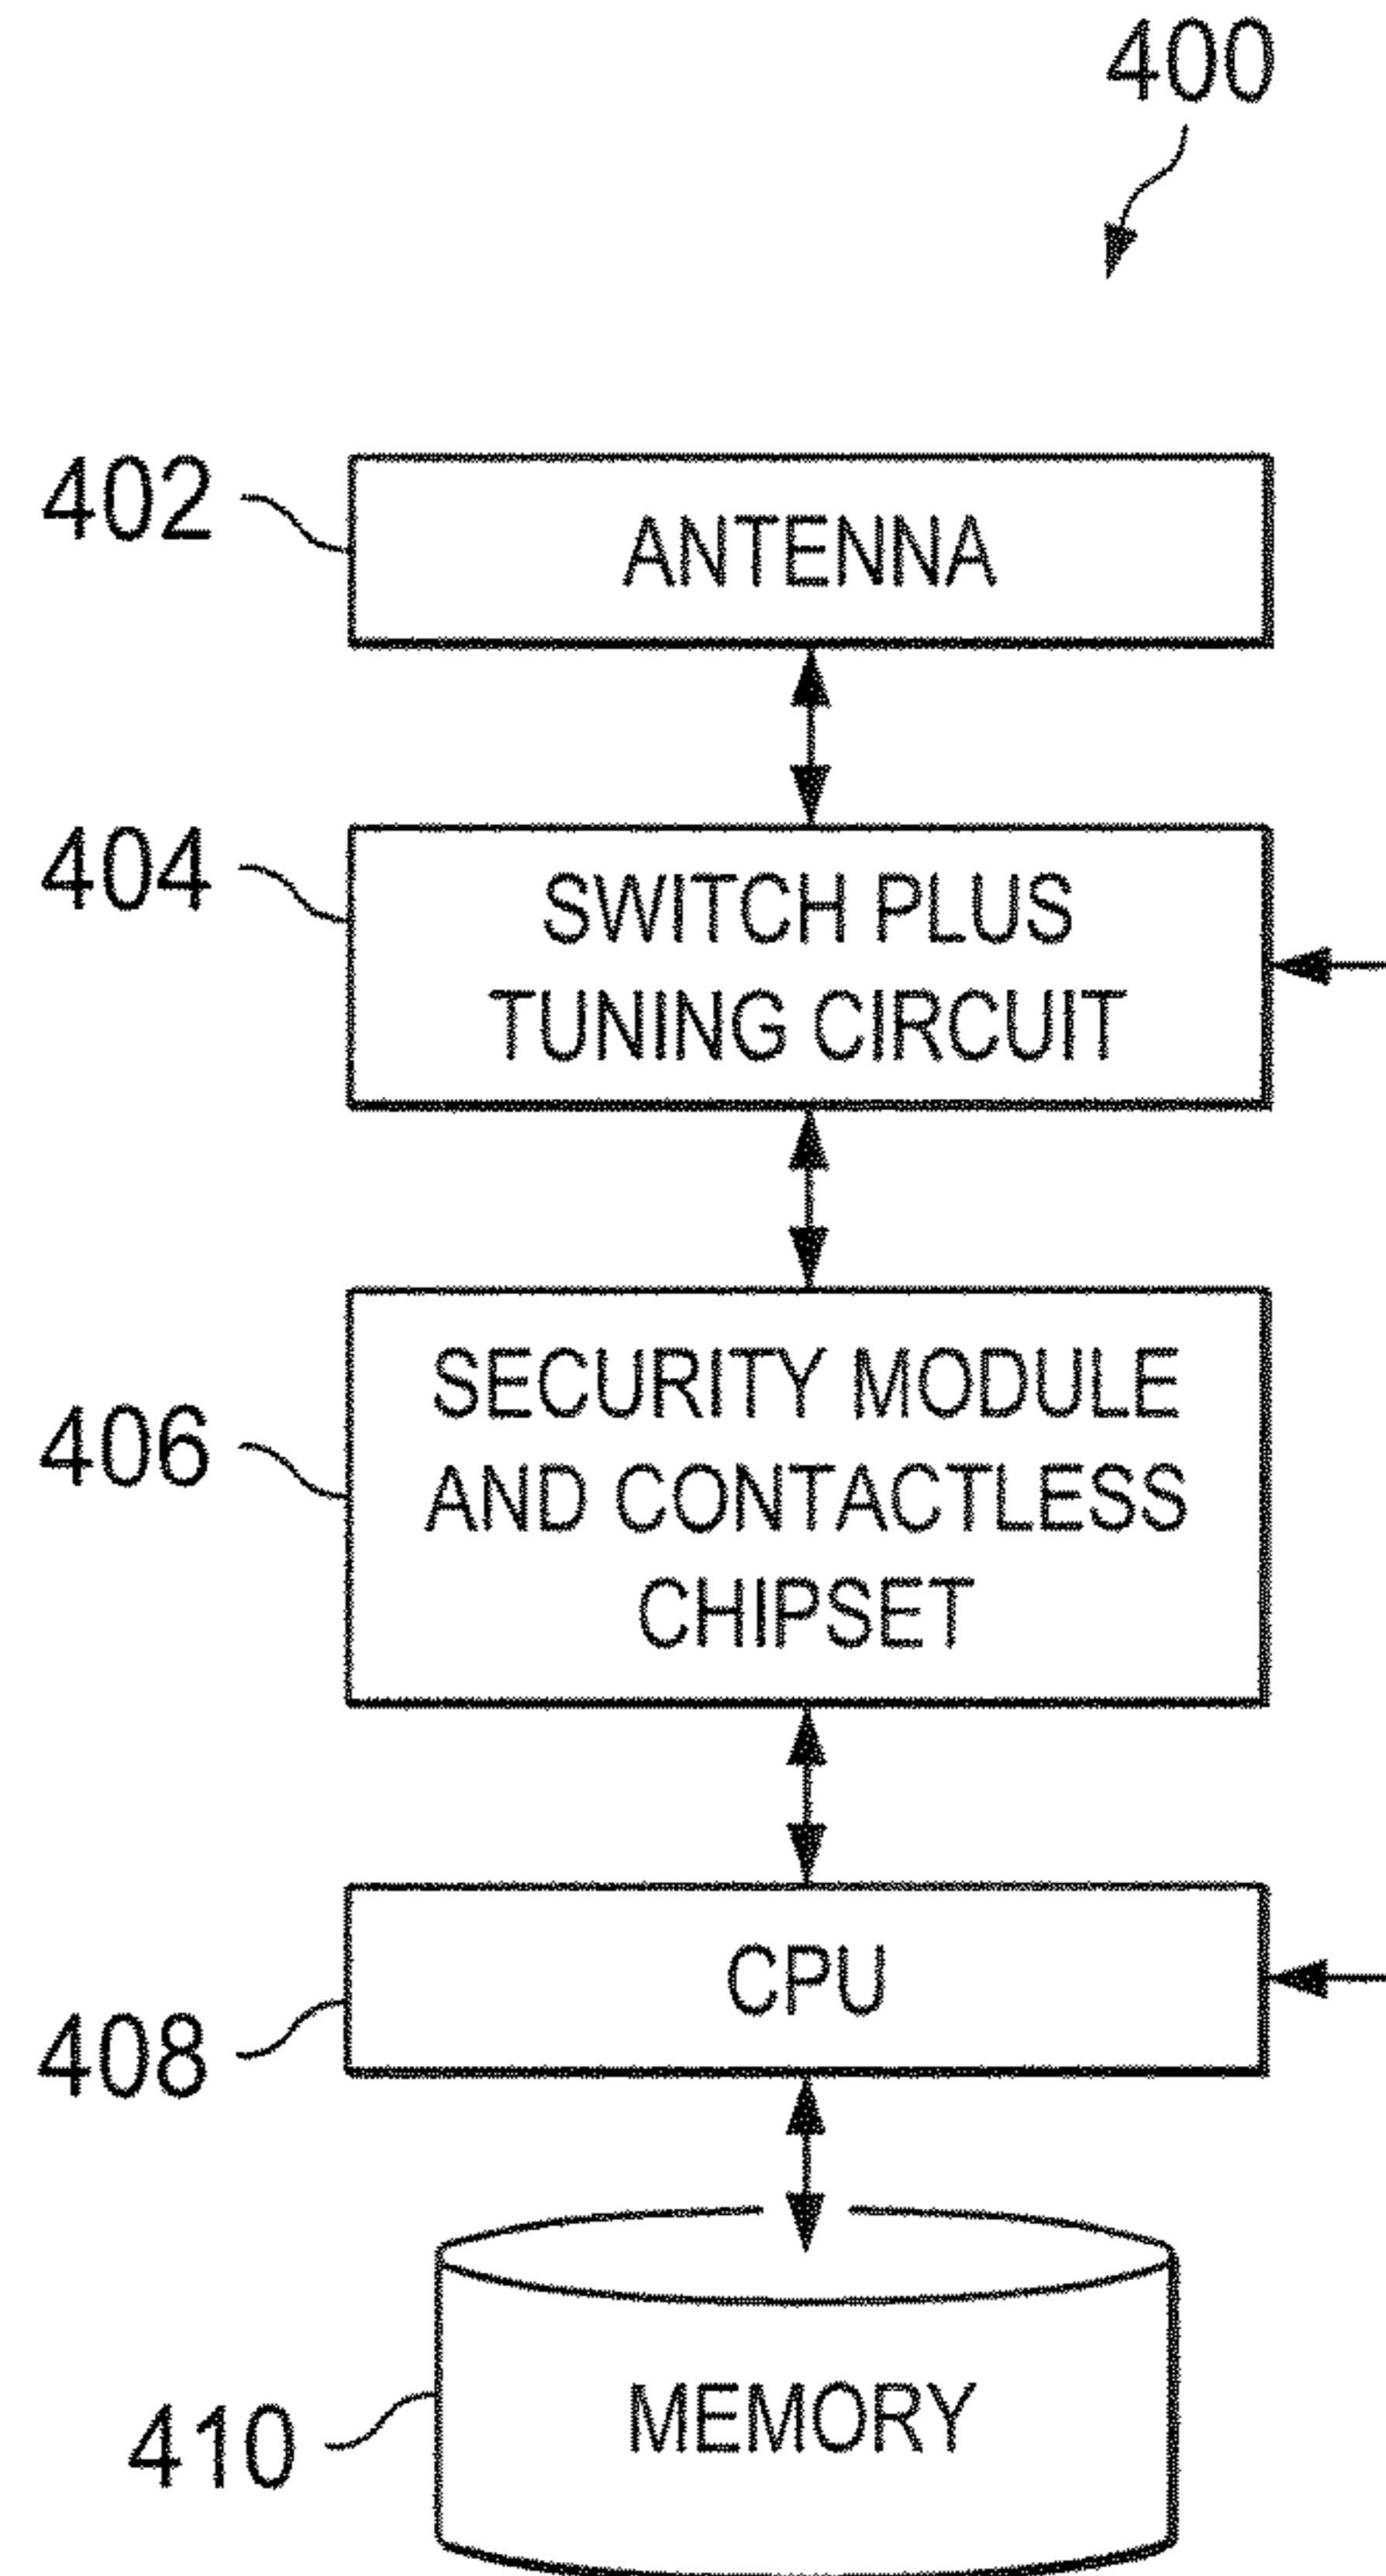 400
402
ANTENNA
404
SWITCH PLUS
TUNING CIRCUIT
406
SECURITY MODULE
AND CONTACTLESS
CHIPSET
408
CPU
410
MEMORY